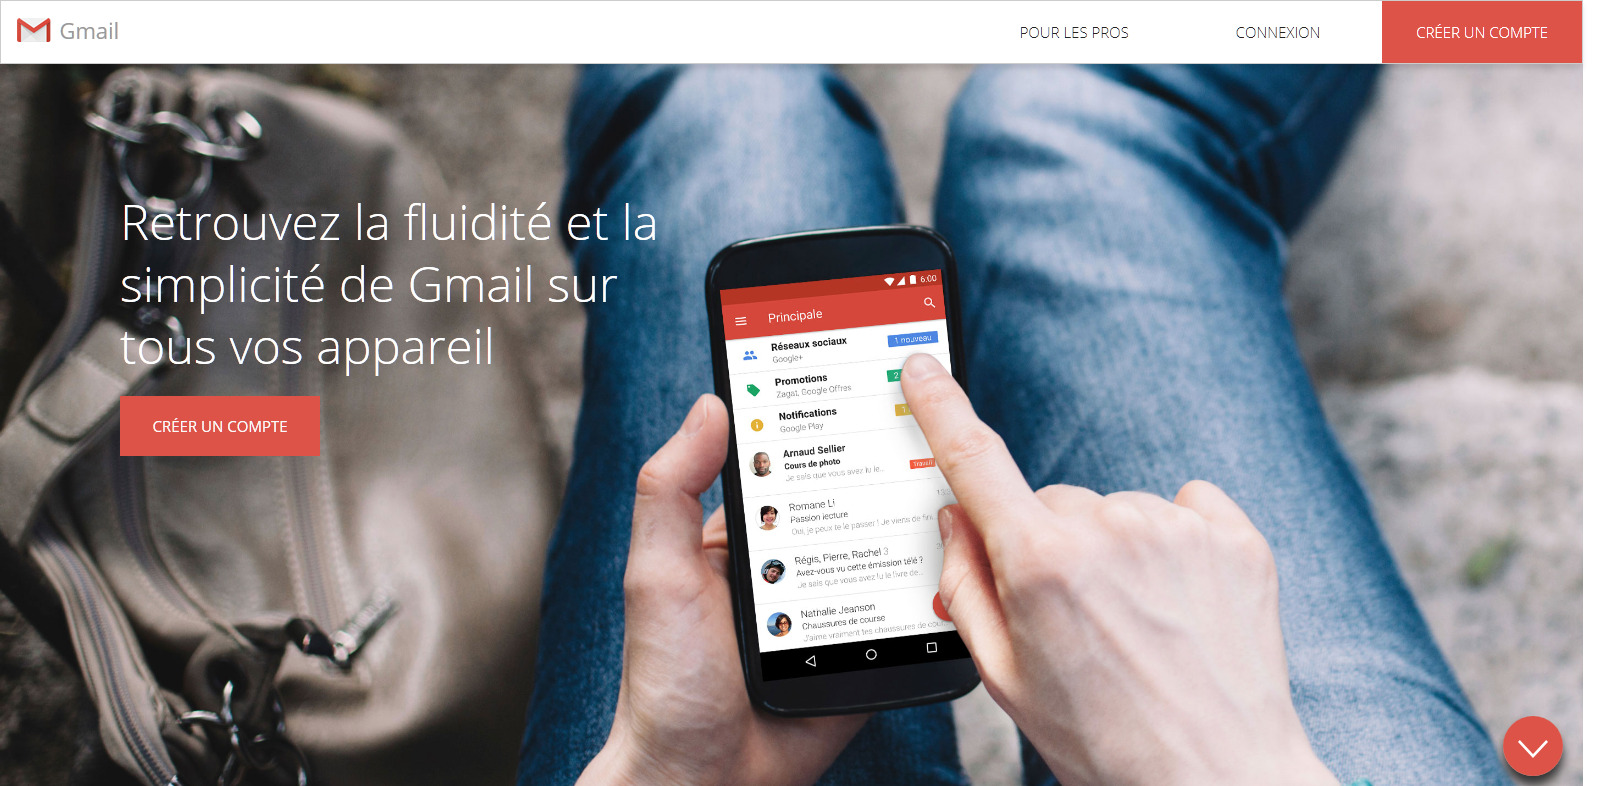 Gmail
POUR LES PROS
CONNEXION
CRÉER UN COMPTE
Retrouvez la fluidité et la
simplicité de Gmail sur
tous vos appareil
CRÉER UN COMPTE
6:00
Principale
Réseaux sociaux
1 nouveau
Google+
Promotions
2
Zagat, Google Offres
Notifications
1
Google Play
Arnaud Sellier
Cours de photo
Travail
Je sais que vous avez lu le...
Romane Li
Passion lecture
Oui, je peux te le passer ! Je viens de fini...
Régis, Pierre, Rachel 3
Avez-vous vu cette émission télé ?
Je sais que vous avez lu le livre de...
Nathalie Jeanson
Chaussures de course
J'aime vraiment tes chaussures de cou...